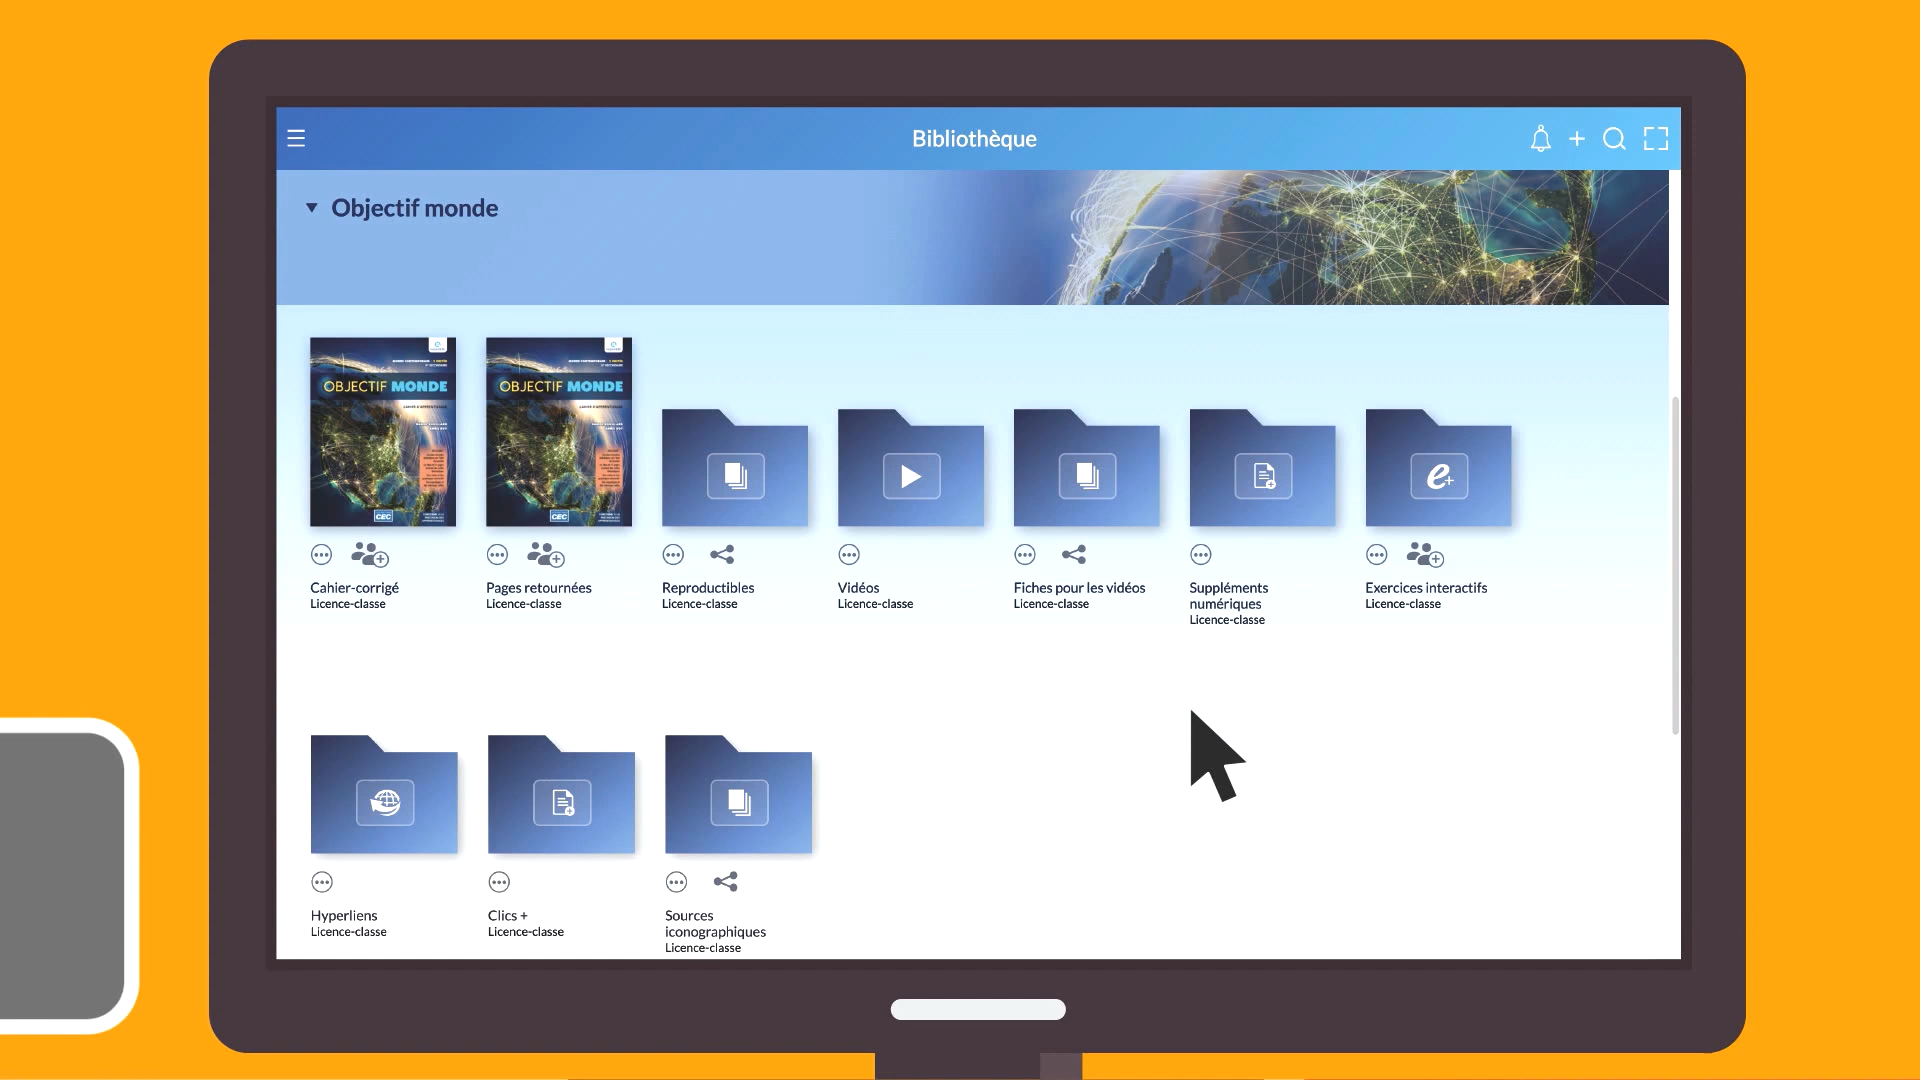 Bibliothèque
Objectif monde
OBJECTIF MONDE
CEC
OBJECTIF MONDE
CEC
Cahier-corrigé
Licence-classe
Pages retournées
Licence-classe
Reproductibles
Licence-classe
Vidéos
Licence-classe
Fiches pour les vidéos
Licence-classe
Suppléments
numériques
Licence-classe
e+
Exercices interactifs
Licence-classe
Hyperliens
Licence-classe
Clics +
Licence-classe
Sources
iconographiques
Licence-classe